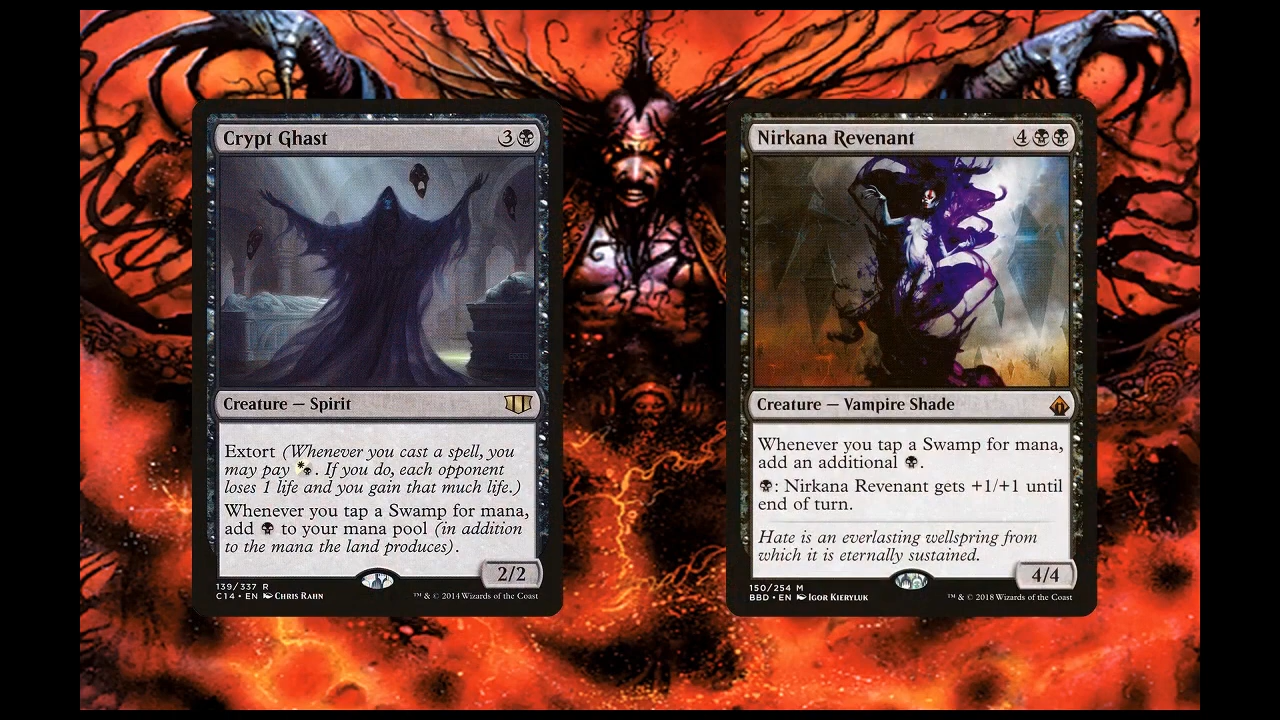 Crypt Ghast 3
Creature — Spirit
Extort (Whenever you cast a spell, you
may pay . If you do, each opponent
loses 1 life and you gain that much life.)
Whenever you tap a Swamp for mana,
add to your mana pool (in addition
to the mana the land produces).
2/2
139/337 R
C14 • EN Chris Rahn ™ & © 2014 Wizards of the Coast
Nirkana Revenant 4
Creature — Vampire Shade
Whenever you tap a Swamp for mana,
add an additional .
: Nirkana Revenant gets +1/+1 until
end of turn.
Hate is an everlasting wellspring from
which it is eternally sustained.
4/4
150/254 M
BBD • EN Igor Kieryluk ™ & © 2018 Wizards of the Coast